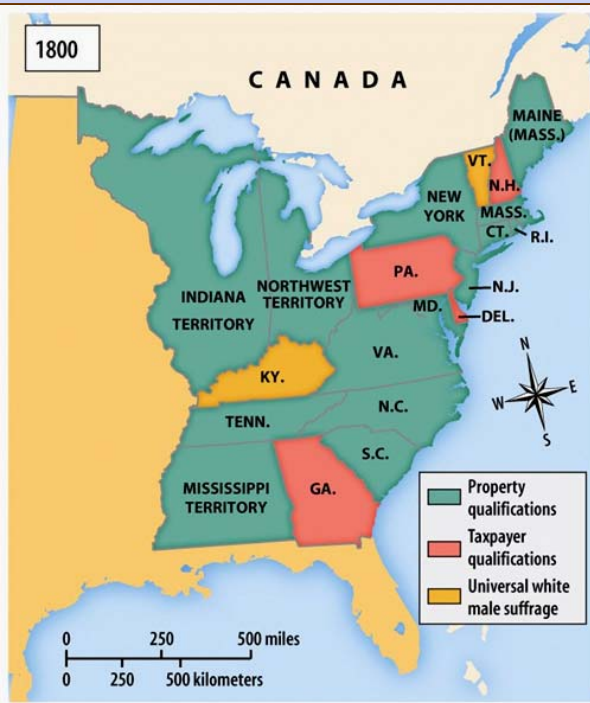 1800
CANADA
MAINE
(MASS.)
VT.
N.H.
NEW
YORK
MASS.
CT.
R.I.
PA.
N.J.
MD.
DEL.
INDIANA
TERRITORY
NORTHWEST
TERRITORY
VA.
KY.
N.C.
TENN.
S.C.
MISSISSIPPI
TERRITORY
GA.
N
E
W
S
Property
qualifications
Taxpayer
qualifications
Universal white
male suffrage
0 250 500 miles
0 250 500 kilometers